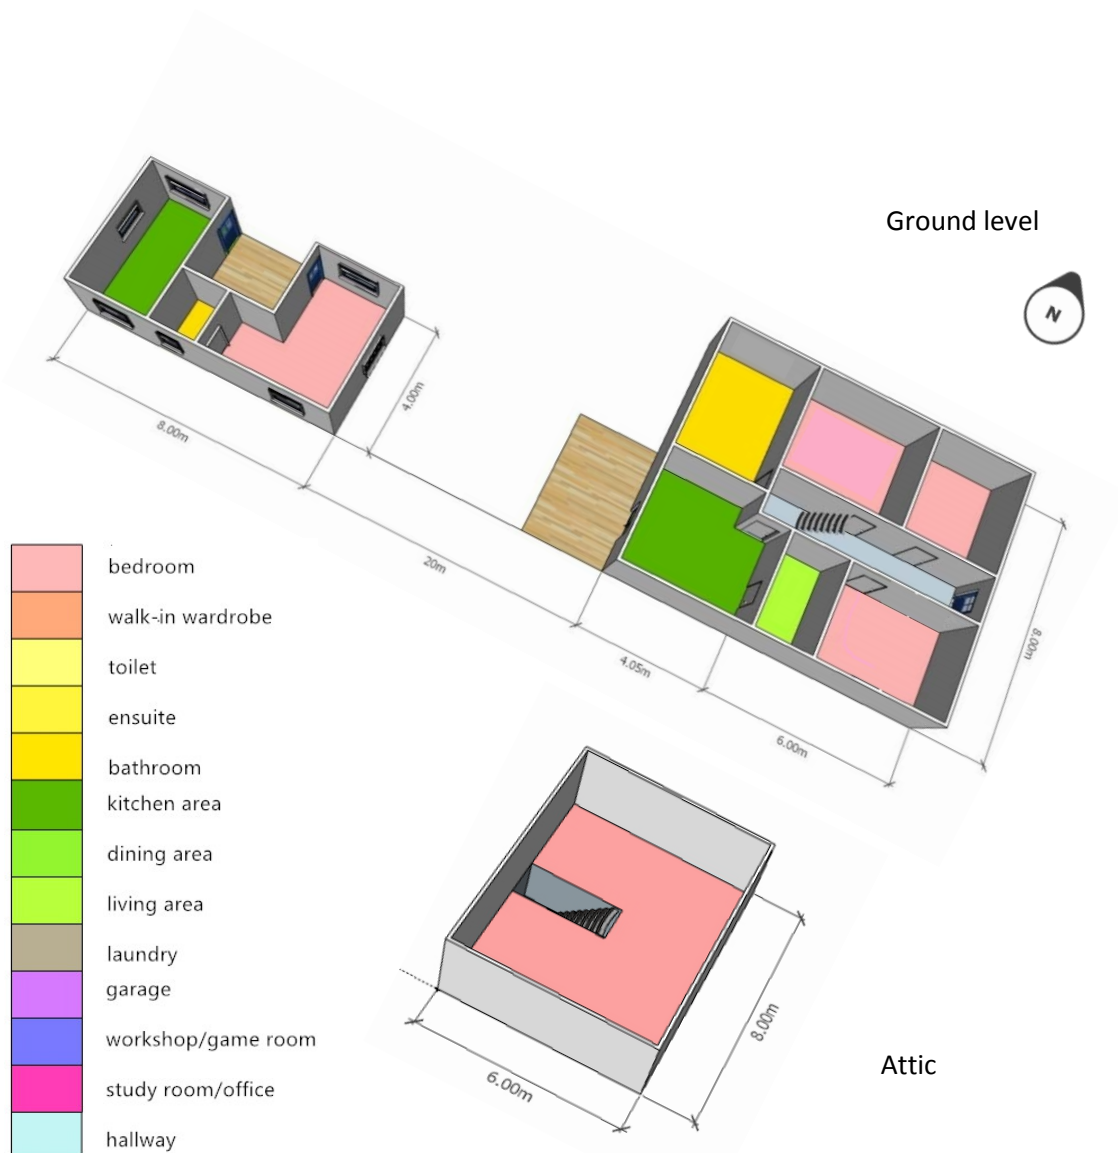 Ground level
N
4.00m
8.00m
20m
8.00m
4.05m
6.00m
bedroom
walk-in wardrobe
toilet
ensuite
bathroom
kitchen area
dining area
living area
laundry
garage
workshop/game room
study room/office
hallway
8.00m
6.00m
Attic